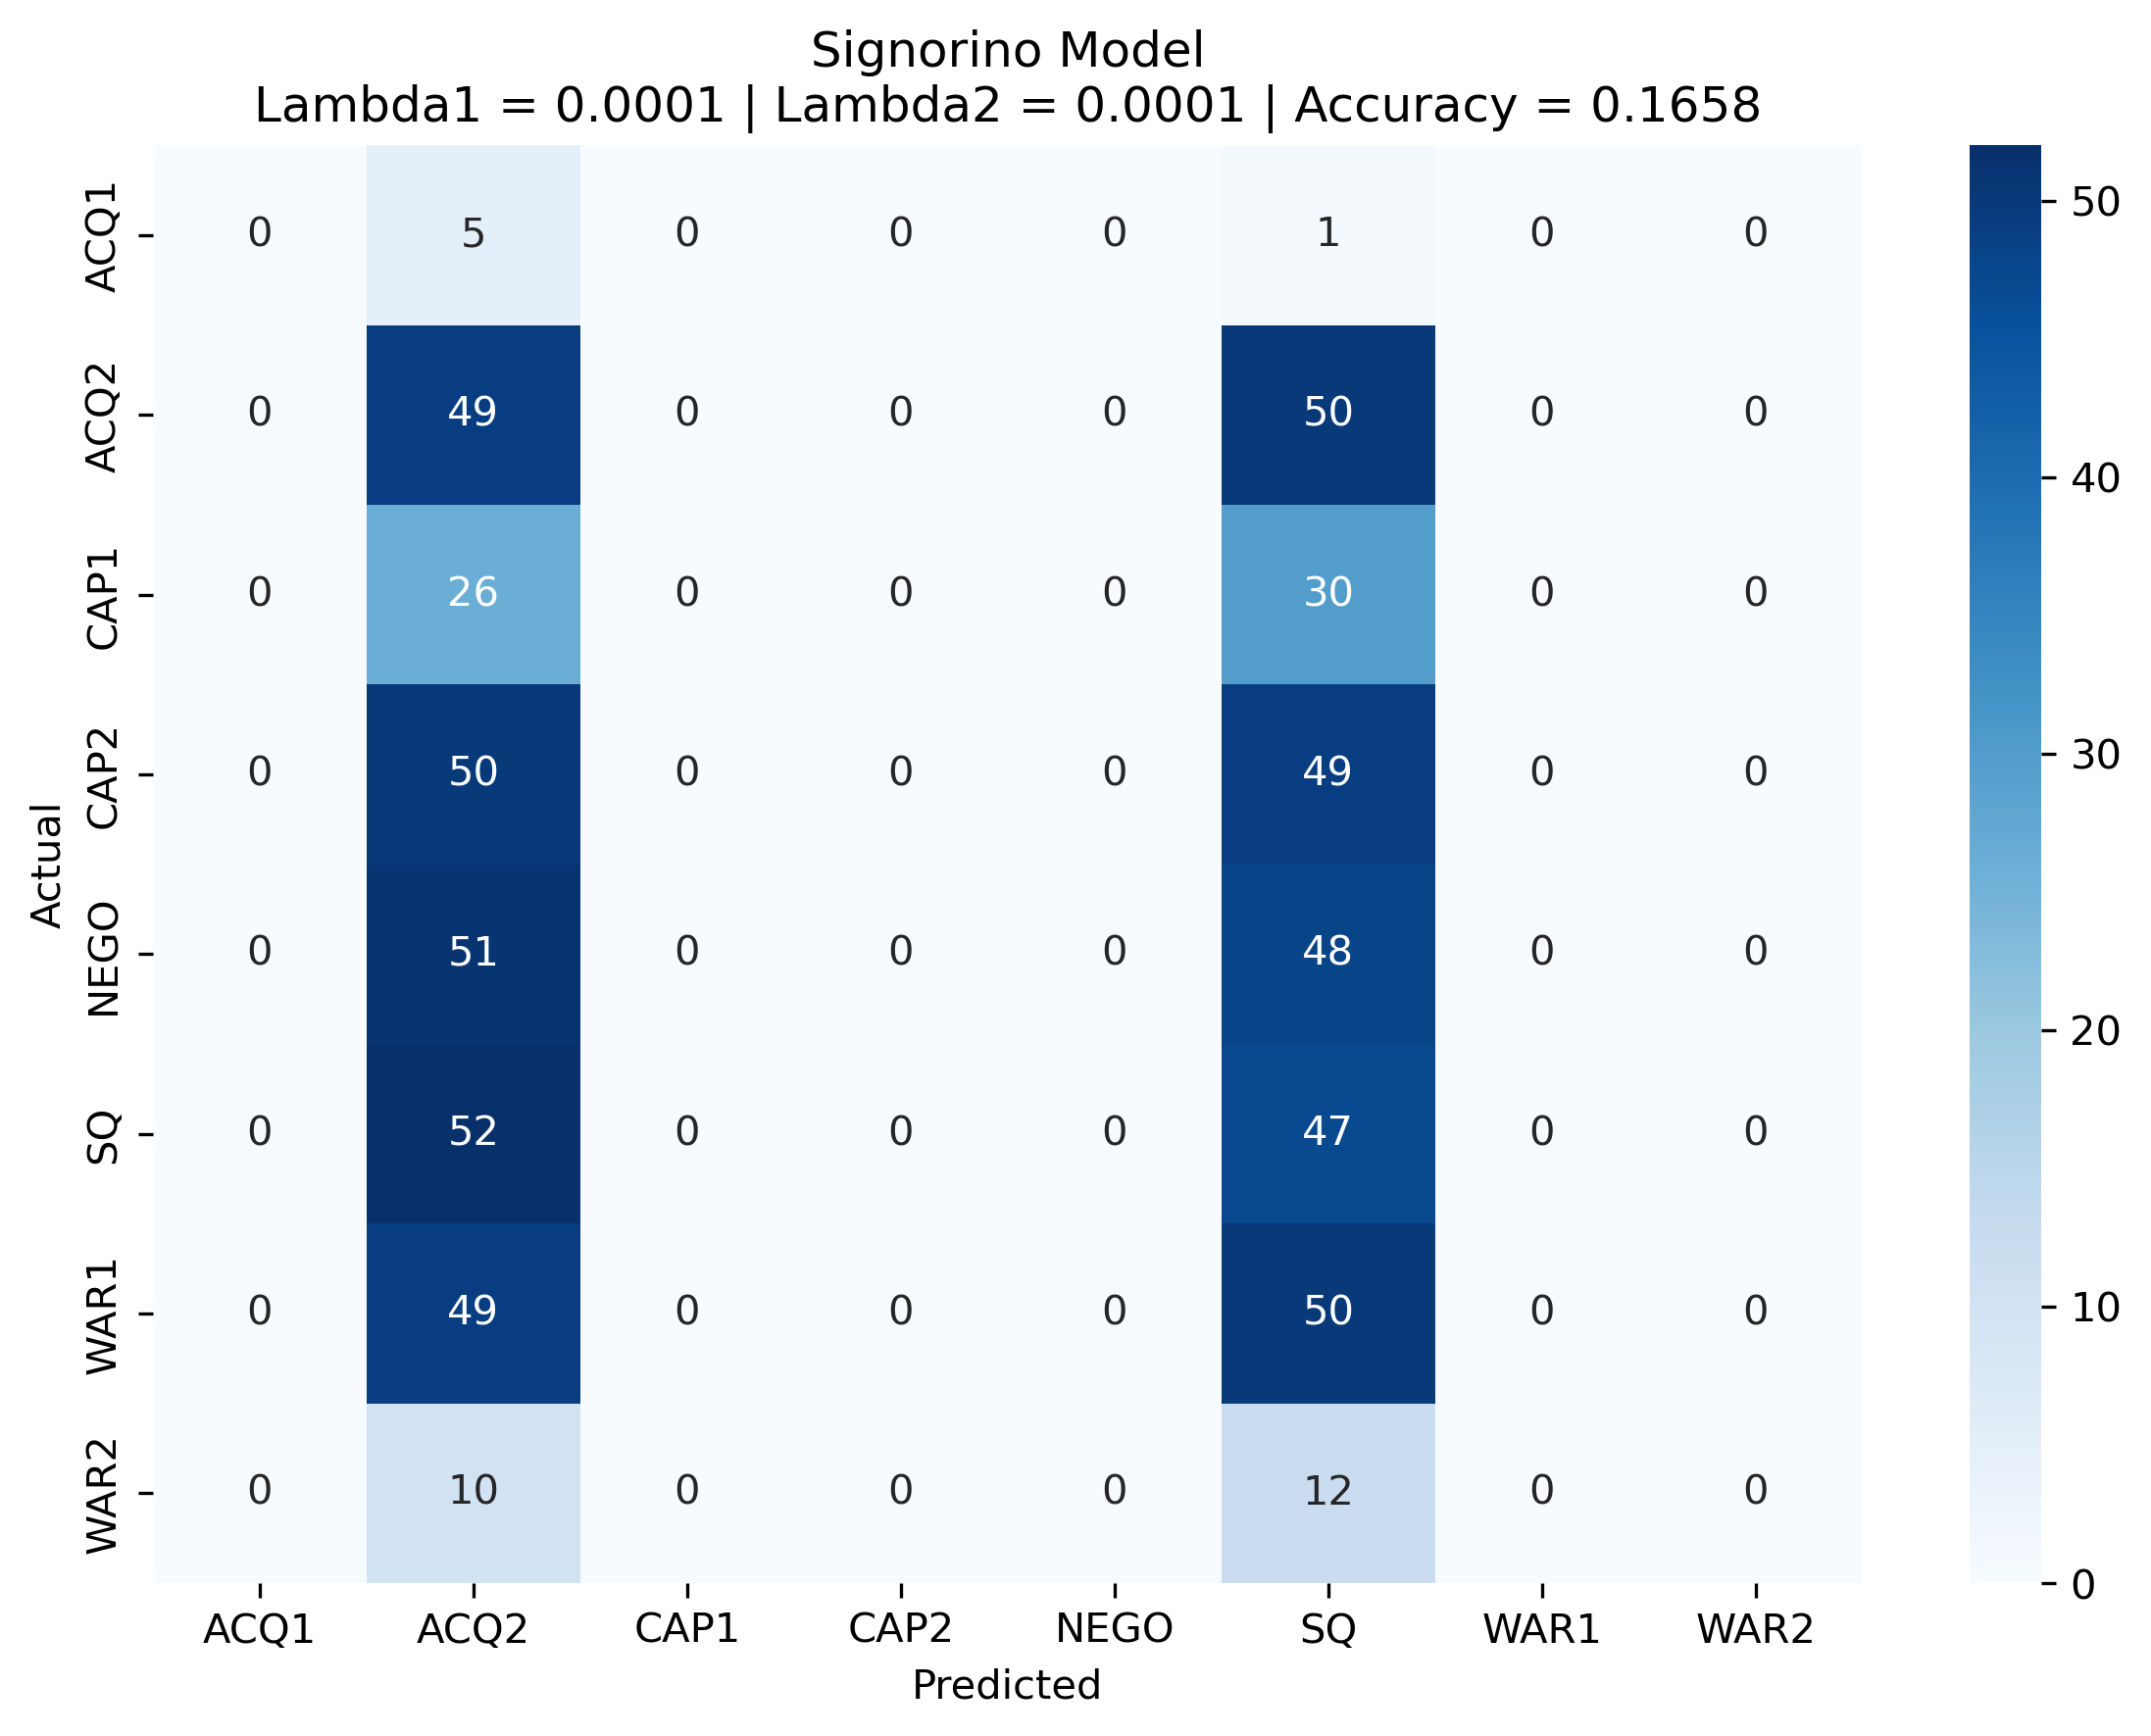 Signorino Model
Lambda1 = 0.0001 | Lambda2 = 0.0001 | Accuracy = 0.1658
ACQ1 0 5 0 0 0 1 0 0
ACQ2 0 49 0 0 0 50 0 0
CAP1 0 26 0 0 0 30 0 0
CAP2 0 50 0 0 0 49 0 0
NEGO 0 51 0 0 0 48 0 0
SQ 0 52 0 0 0 47 0 0
WAR1 0 49 0 0 0 50 0 0
WAR2 0 10 0 0 0 12 0 0
Actual
ACQ1 ACQ2 CAP1 CAP2 NEGO SQ WAR1 WAR2
Predicted
50
40
30
20
10
0